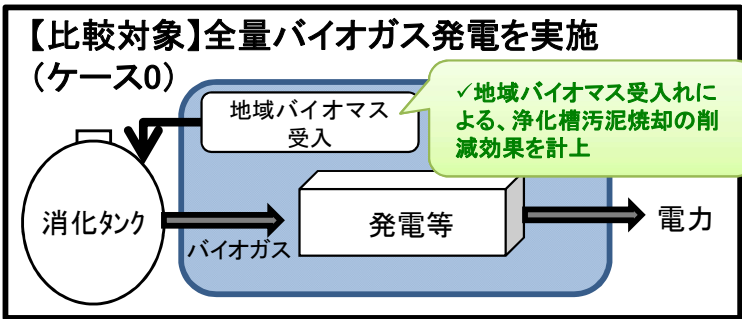 【比較対象】全量バイオガス発電を実施
（ケース0）
地域バイオマス
受入
✓地域バイオマス受入れに
よる、浄化槽汚泥焼却の削
減効果を計上
消化タンク
バイオガス
発電等
電力